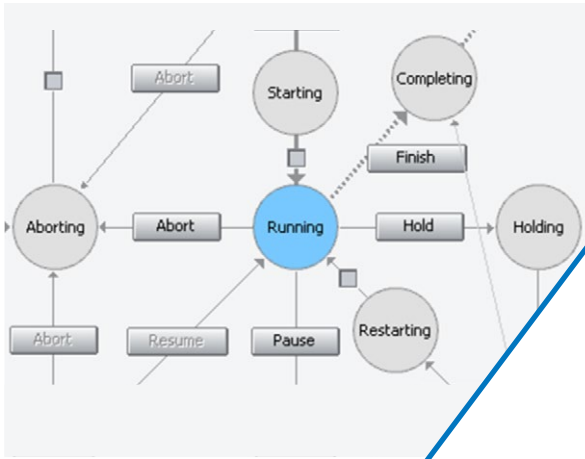 Abort
Starting
Completing
Finish
Aborting
Abort
Running
Hold
Holding
Abort
Resume
Pause
Restarting